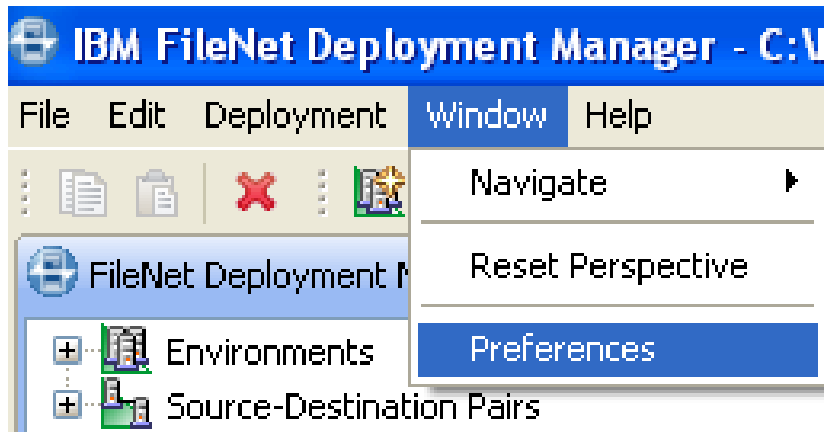 IBM FileNet Deployment Manager - C:\
File Edit Deployment Window Help
Navigate
Reset Perspective
FileNet Deployment
Preferences
Environments
Source-Destination Pairs